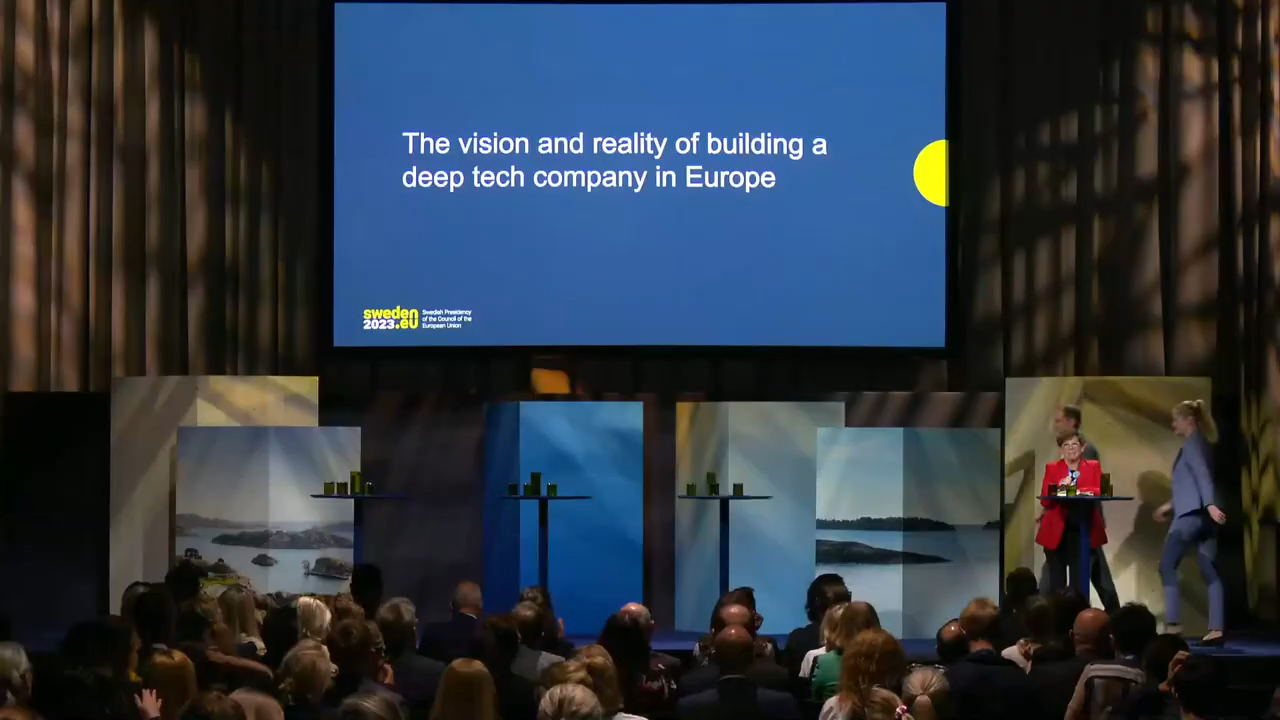 The vision and reality of building a
deep tech company in Europe
sweden
2023.eu
Swedish Presidency
of the Council of the
European Union